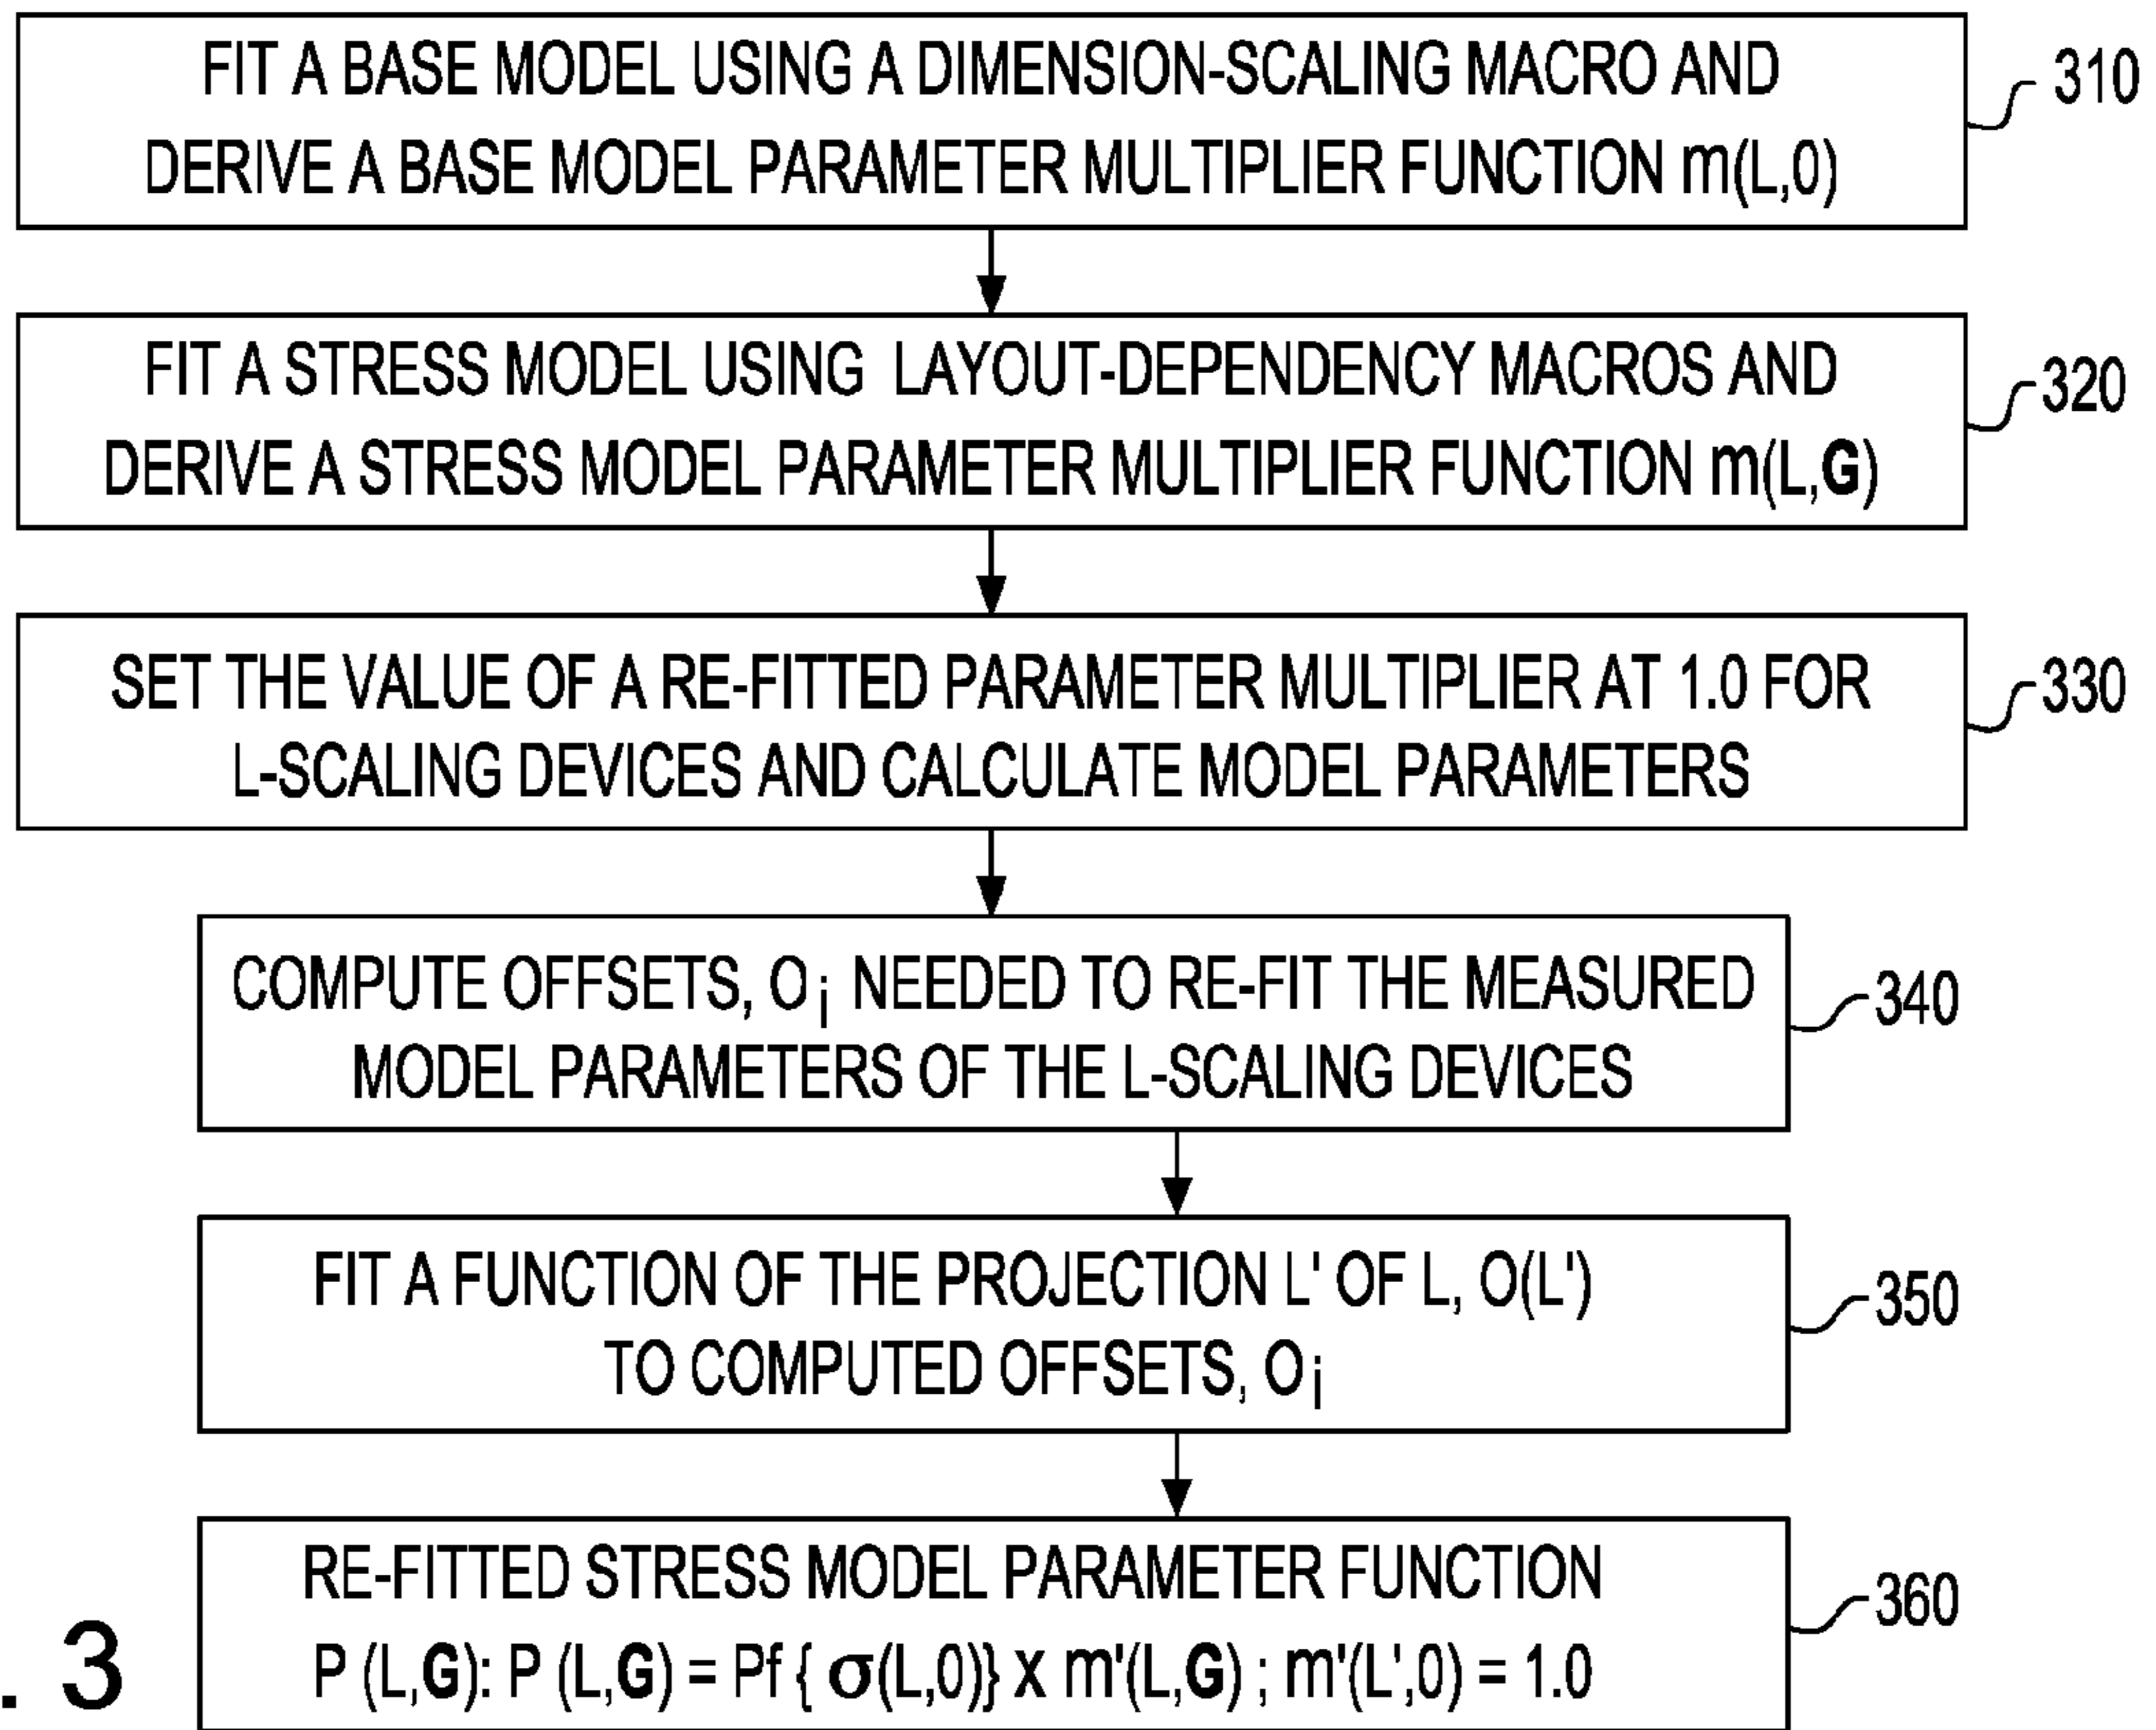 FIT A BASE MODEL USING A DIMENSION-SCALING MACRO AND
DERIVE A BASE MODEL PARAMETER MULTIPLIER FUNCTION m(L,0)
310
FIT A STRESS MODEL USING LAYOUT-DEPENDENCY MACROS AND
DERIVE A STRESS MODEL PARAMETER MULTIPLIER FUNCTION m(L,G)
320
SET THE VALUE OF A RE-FITTED PARAMETER MULTIPLIER AT 1.0 FOR
L-SCALING DEVICES AND CALCULATE MODEL PARAMETERS
330
COMPUTE OFFSETS, Oi NEEDED TO RE-FIT THE MEASURED
MODEL PARAMETERS OF THE L-SCALING DEVICES
340
FIT A FUNCTION OF THE PROJECTION L' OF L, O(L')
TO COMPUTED OFFSETS, Oi
350
RE-FITTED STRESS MODEL PARAMETER FUNCTION
P (L,G): P (L,G) = Pf { σ(L,0)} x m'(L,G) ; m'(L',0) = 1.0
360
. 3